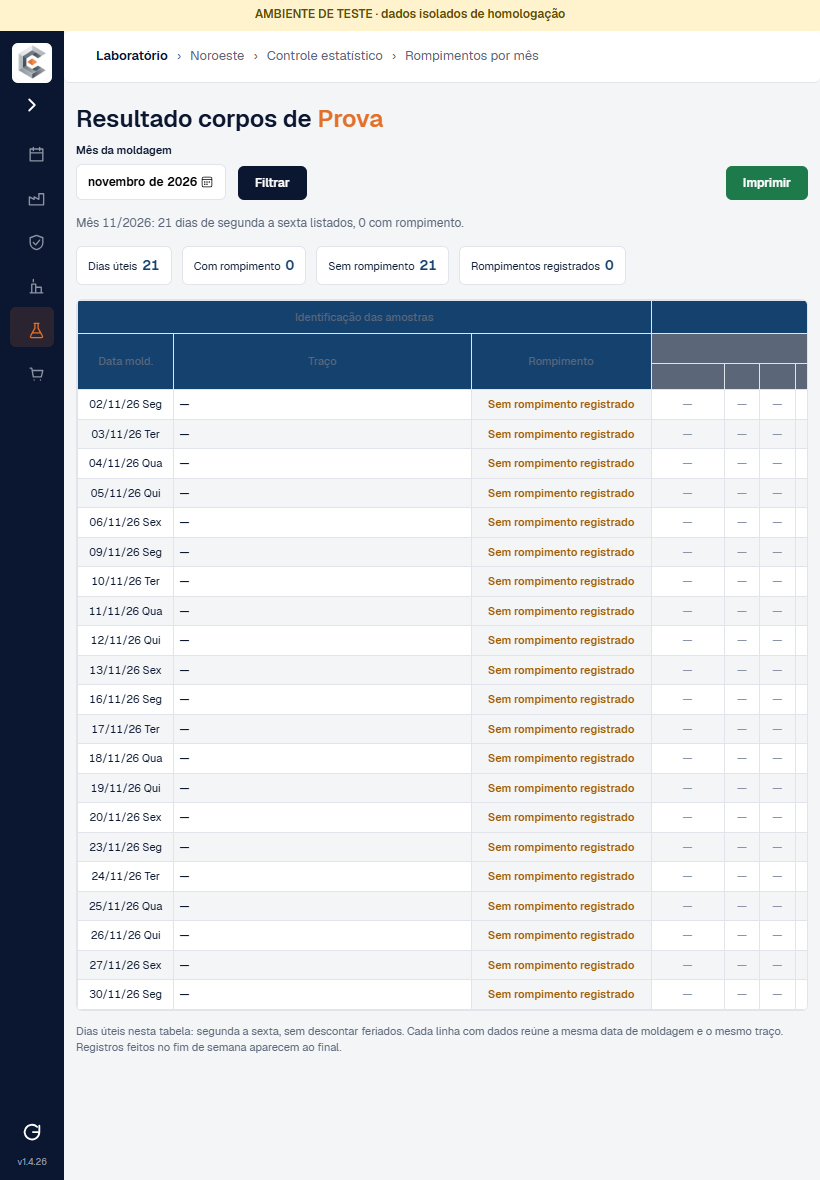 AMBIENTE DE TESTE · dados isolados de homologação
Laboratório › Noroeste › Controle estatístico › Rompimentos por mês
Resultado corpos de Prova
Mês da moldagem
novembro de 2026
Filtrar
Imprimir
Mês 11/2026: 21 dias de segunda a sexta listados, 0 com rompimento.
Dias úteis 21
Com rompimento 0
Sem rompimento 21
Rompimentos registrados 0
Identificação das amostras
Data mold. Traço Rompimento
02/11/26 Seg — Sem rompimento registrado — — —
03/11/26 Ter — Sem rompimento registrado — — —
04/11/26 Qua — Sem rompimento registrado — — —
05/11/26 Qui — Sem rompimento registrado — — —
06/11/26 Sex — Sem rompimento registrado — — —
09/11/26 Seg — Sem rompimento registrado — — —
10/11/26 Ter — Sem rompimento registrado — — —
11/11/26 Qua — Sem rompimento registrado — — —
12/11/26 Qui — Sem rompimento registrado — — —
13/11/26 Sex — Sem rompimento registrado — — —
16/11/26 Seg — Sem rompimento registrado — — —
17/11/26 Ter — Sem rompimento registrado — — —
18/11/26 Qua — Sem rompimento registrado — — —
19/11/26 Qui — Sem rompimento registrado — — —
20/11/26 Sex — Sem rompimento registrado — — —
23/11/26 Seg — Sem rompimento registrado — — —
24/11/26 Ter — Sem rompimento registrado — — —
25/11/26 Qua — Sem rompimento registrado — — —
26/11/26 Qui — Sem rompimento registrado — — —
27/11/26 Sex — Sem rompimento registrado — — —
30/11/26 Seg — Sem rompimento registrado — — —
Dias úteis nesta tabela: segunda a sexta, sem descontar feriados. Cada linha com dados reúne a mesma data de moldagem e o mesmo traço.
Registros feitos no fim de semana aparecem ao final.
v1.4.26